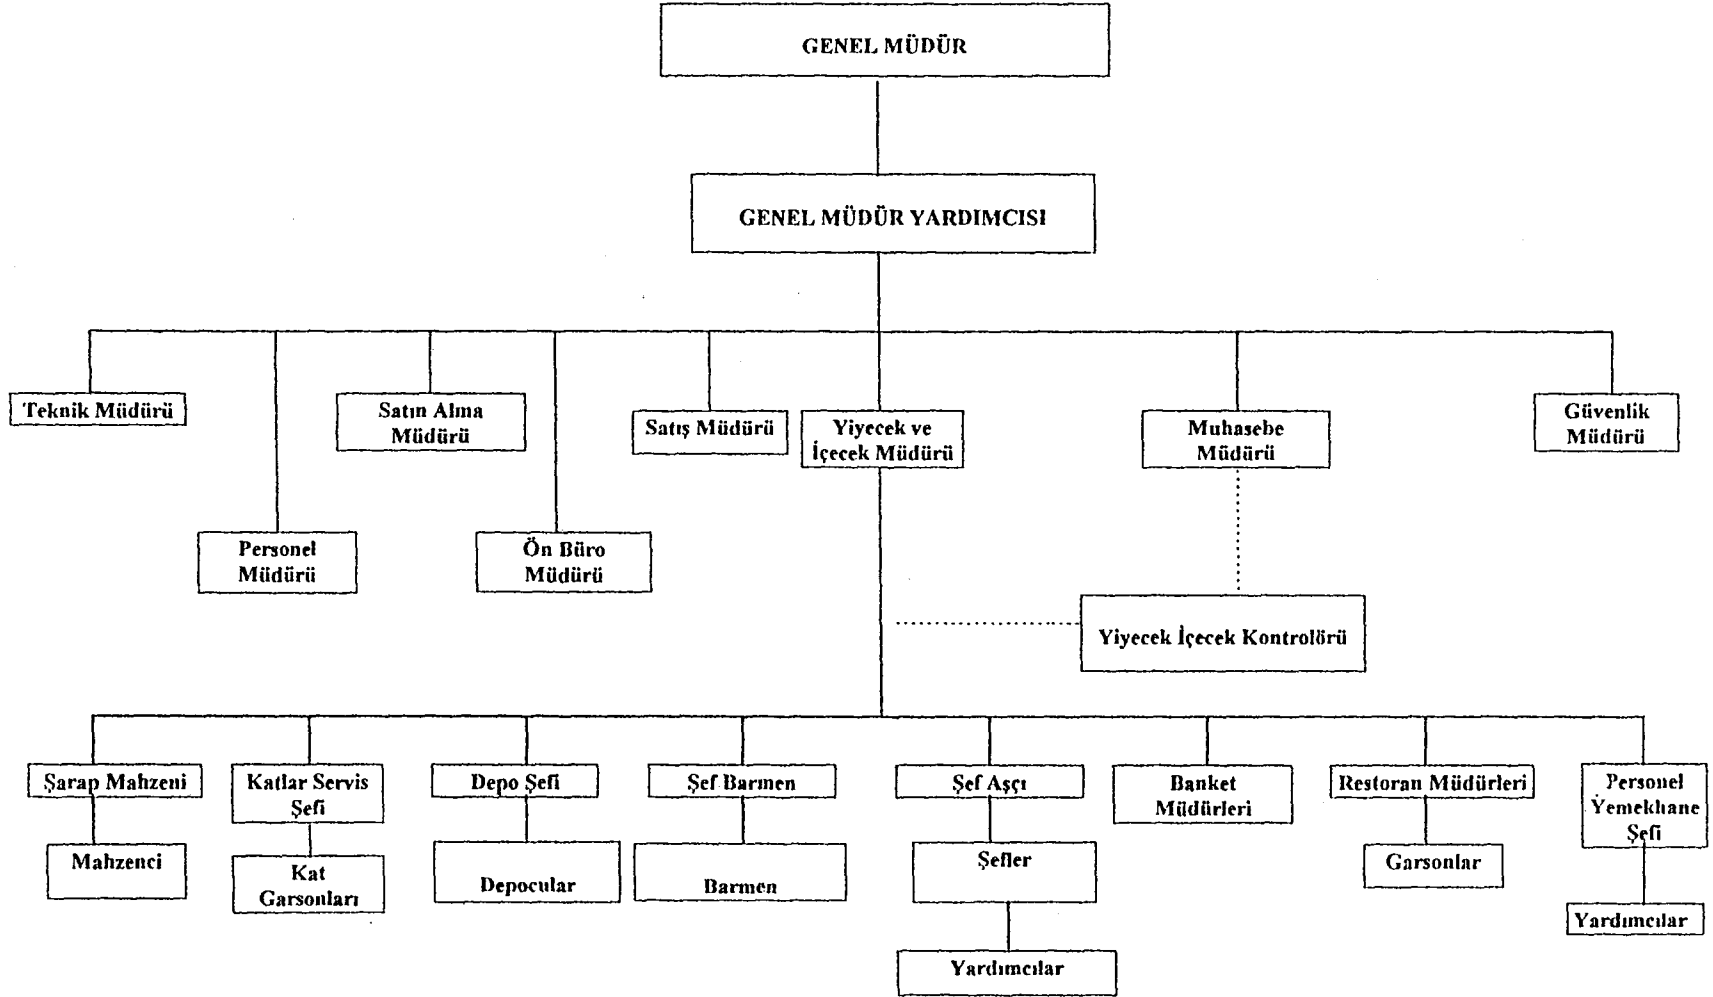 GENEL MÜDÜR
GENEL MÜDÜR YARDIMCISI
Teknik Müdürü
Satın Alma
Müdürü
Satış Müdürü
Yiyecek ve
İçecek Müdürü
Muhasebe
Müdürü
Güvenlik
Müdürü
Personel
Müdürü
Ön Büro
Müdürü
Yiyecek İçecek Kontrolörü
Şarap Mahzeni
Katlar Servis
Şefi
Depo Şefi
Şef Barmen
Şef Aşçı
Banket
Müdürleri
Restoran Müdürleri
Personel
Yemekhane
Şefi
Mahzenci
Kat
Garsonları
Depocular
Barmen
Şefler
Garsonlar
Yardımcılar
Yardımcılar